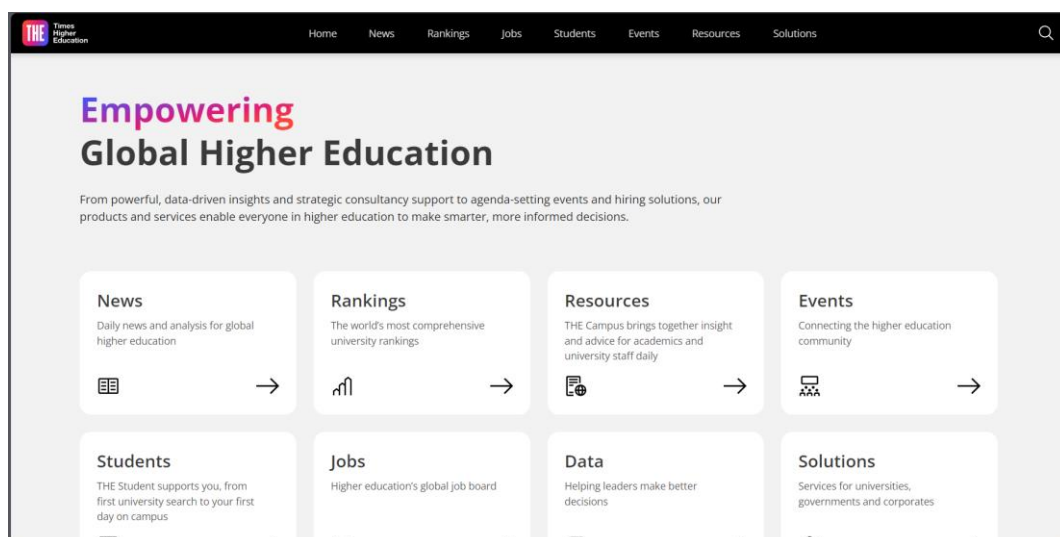 THE
Times
Higher
Education
Home News Rankings Jobs Students Events Resources Solutions
Empowering
Global Higher Education
From powerful, data-driven insights and strategic consultancy support to agenda-setting events and hiring solutions, our
products and services enable everyone in higher education to make smarter, more informed decisions.
News
Daily news and analysis for global
higher education
Rankings
The world's most comprehensive
university rankings
Resources
THE Campus brings together insight
and advice for academics and
university staff daily
Events
Connecting the higher education
community
Students
THE Student supports you, from
first university search to your first
day on campus
Jobs
Higher education's global job board
Data
Helping leaders make better
decisions
Solutions
Services for universities,
governments and corporates